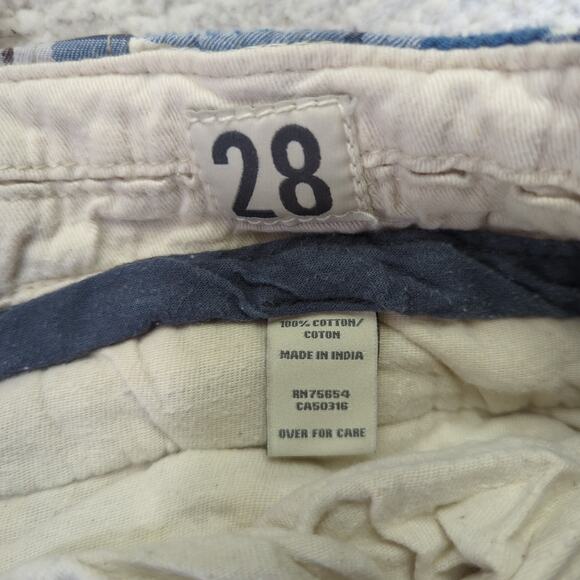 28
100% COTTON/
COTON
MADE IN INDIA
RN75654
CA50316
OVER FOR CARE